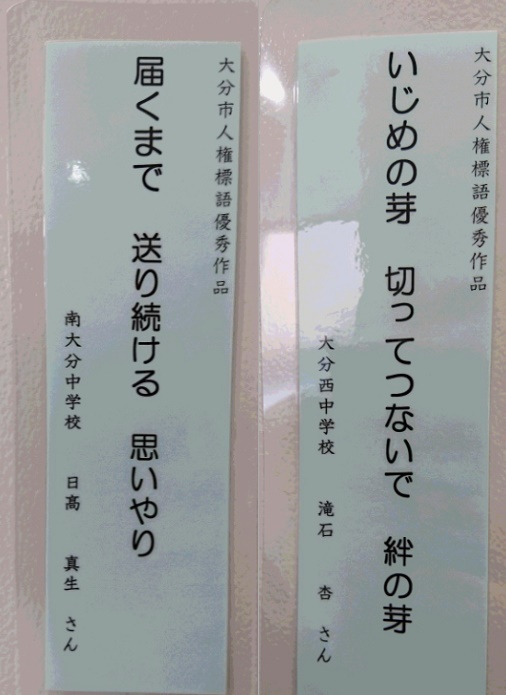 大分市人権標語優秀作品
いじめの芽　切ってつないで　絆の芽
大分西中学校　滝石　杏　さん
大分市人権標語優秀作品
届くまで　送り続ける　思いやり
南大分中学校　日高　真生　さん